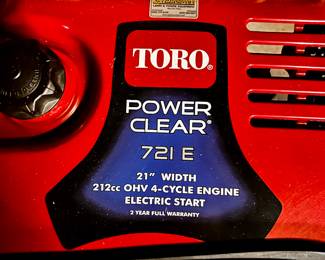 TORO®
POWER
CLEAR®
721 E
21" WIDTH
212cc OHV 4-CYCLE ENGINE
ELECTRIC START
2 YEAR FULL WARRANTY